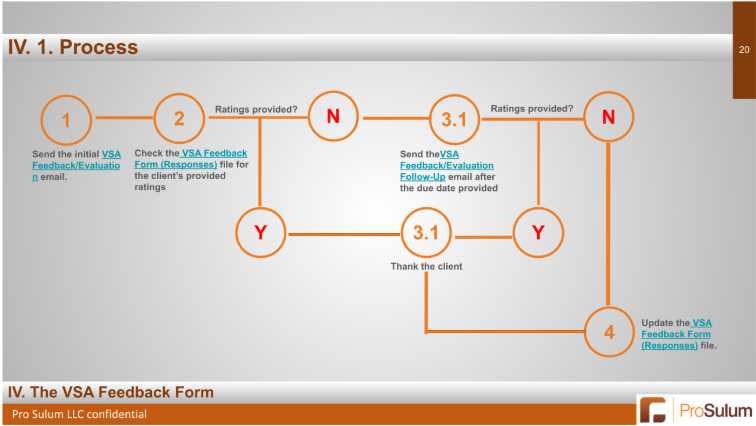 20
IV. 1. Process
1
2
Ratings provided?
N
3.1
Ratings provided?
N
Send the initial VSA
Feedback/Evaluatio
n email.
Check the VSA Feedback
Form (Responses) file for
the client's provided
ratings
Send theVSA
Feedback/Evaluation
Follow-Up email after
the due date provided
Y
3.1
Y
Thank the client
4
Update the VSA
Feedback Form
(Responses) file.
IV. The VSA Feedback Form
Pro Sulum LLC confidential
ProSulum